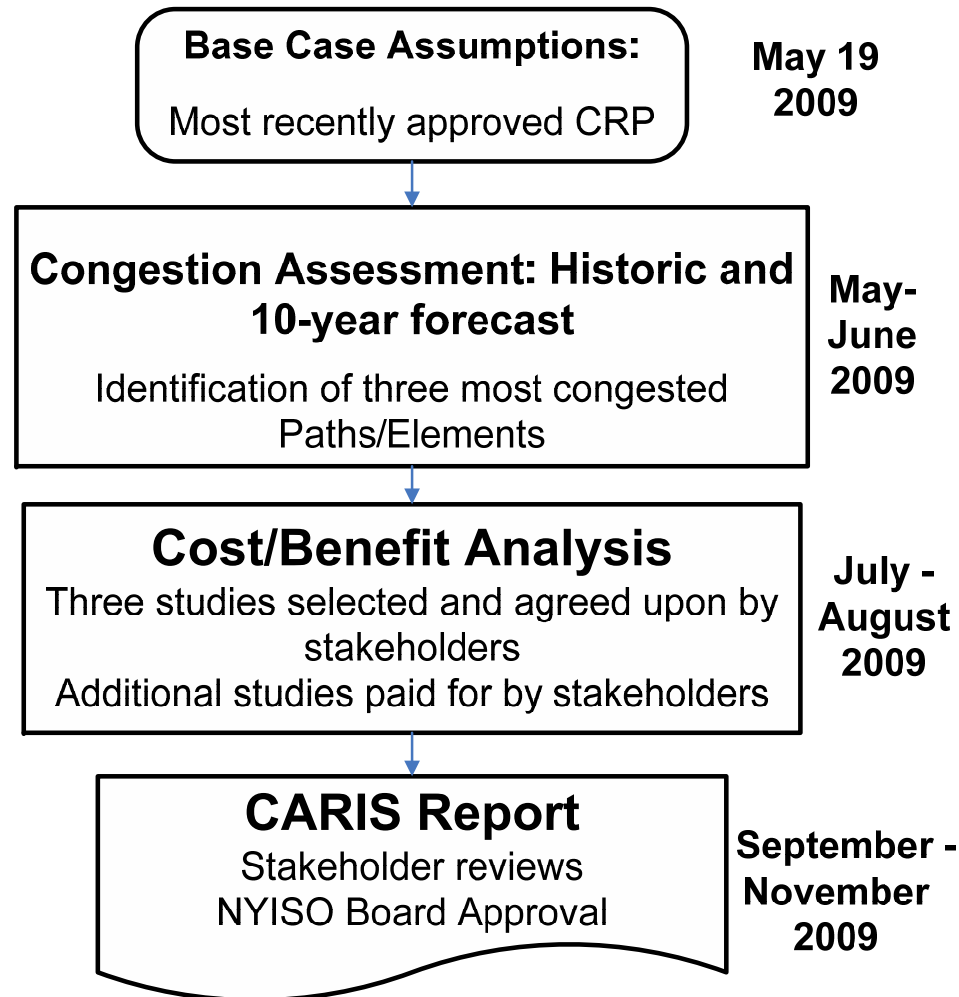 Base Case Assumptions:
Most recently approved CRP
May 19
2009
Congestion Assessment: Historic and
10-year forecast
Identification of three most congested
Paths/Elements
May-
June
2009
Cost/Benefit Analysis
Three studies selected and agreed upon by
stakeholders
Additional studies paid for by stakeholders
July -
August
2009
CARIS Report
Stakeholder reviews
NYISO Board Approval
September -
November
2009